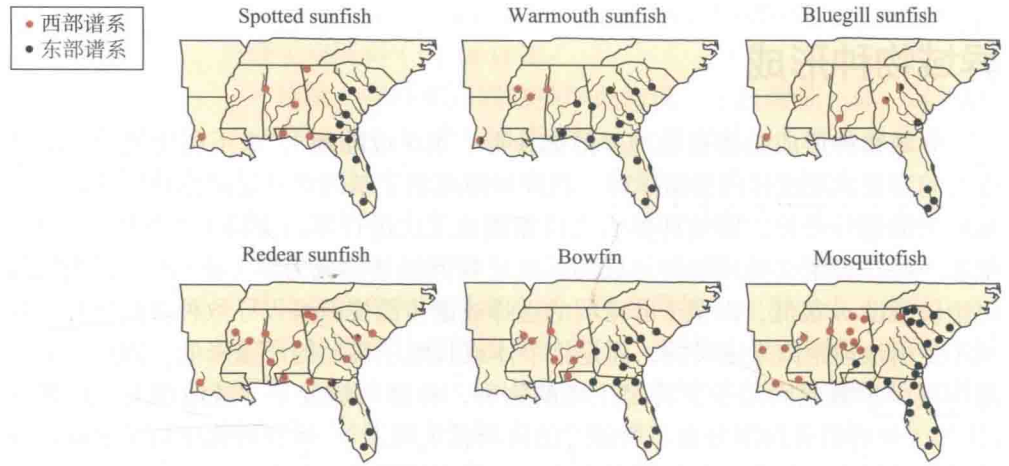 西部谱系
东部谱系
Spotted sunfish
Warmouth sunfish
Bluegill sunfish
Redear sunfish
Bowfin
Mosquitofish